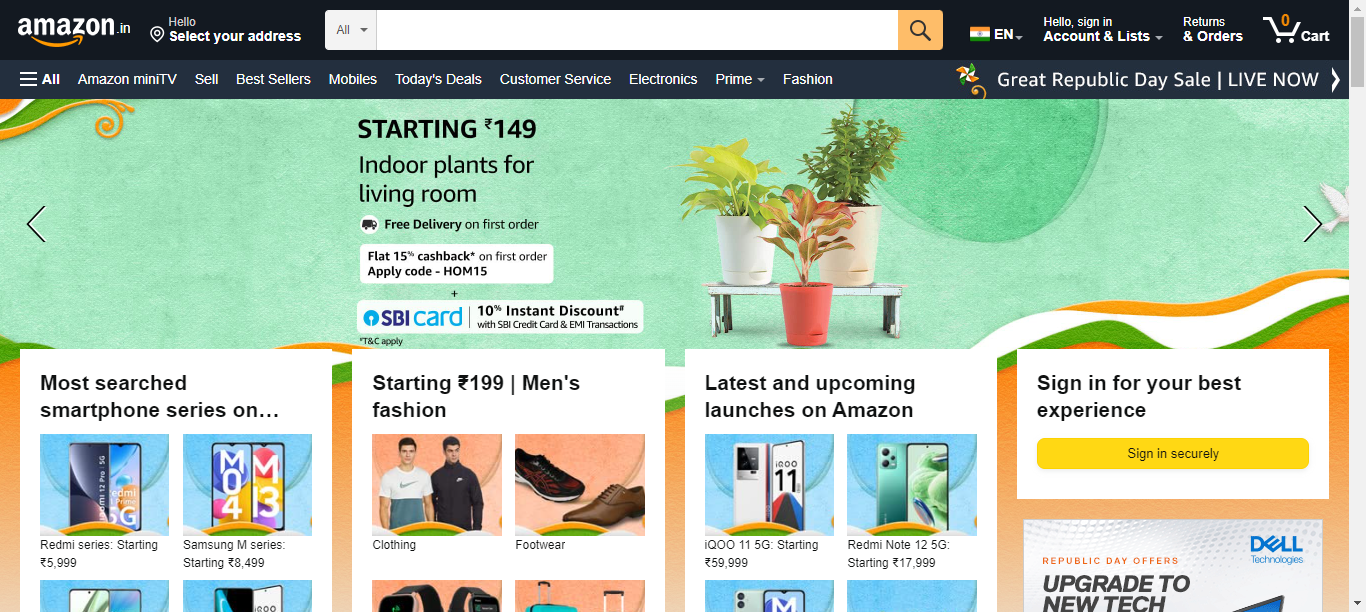 amazon.in
Hello
Select your address
All
EN
Hello, sign in
Account & Lists
Returns
& Orders
0
Cart
All
Amazon miniTV
Sell
Best Sellers
Mobiles
Today's Deals
Customer Service
Electronics
Prime
Fashion
Great Republic Day Sale | LIVE NOW
STARTING ₹149
Indoor plants for
living room
Free Delivery on first order
Flat 15% cashback* on first order
Apply code - HOM15
+
SBI card
10% Instant Discount#
with SBI Credit Card & EMI Transactions
*T&C apply
Most searched
smartphone series on…
Redmi series: Starting
₹5,999
Samsung M series:
Starting ₹8,499
Starting ₹199 | Men's
fashion
Clothing
Footwear
Latest and upcoming
launches on Amazon
iQOO 11 5G: Starting
₹59,999
Redmi Note 12 5G:
Starting ₹17,999
Sign in for your best
experience
Sign in securely
DELL
Technologies
REPUBLIC DAY OFFERS
UPGRADE TO
NEW TECH